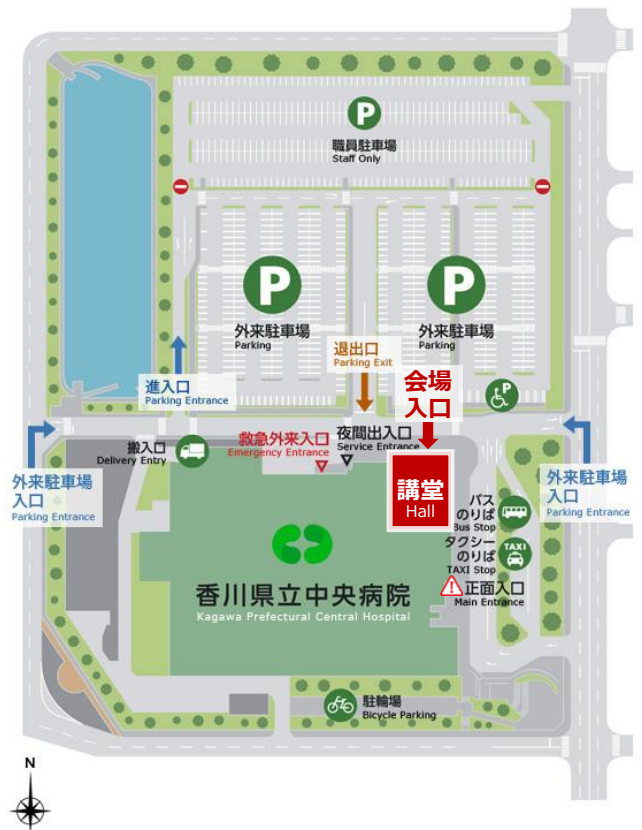 P
職員駐車場
Staff Only
P
外来駐車場
Parking
P
外来駐車場
Parking
退出口
Parking Exit
会場
入口
進入口
Parking Entrance
P
搬入口
Delivery Entry
救急外来入口
Emergency Entrance
夜間出入口
Service Entrance
外来駐車場
入口
Parking Entrance
外来駐車場
入口
Parking Entrance
講堂
Hall
バス
のりば
Bus Stop
タクシー
のりば
TAXI Stop
TAXI
正面入口
Main Entrance
香川県立中央病院
Kagawa Prefectural Central Hospital
駐輪場
Bicycle Parking
N